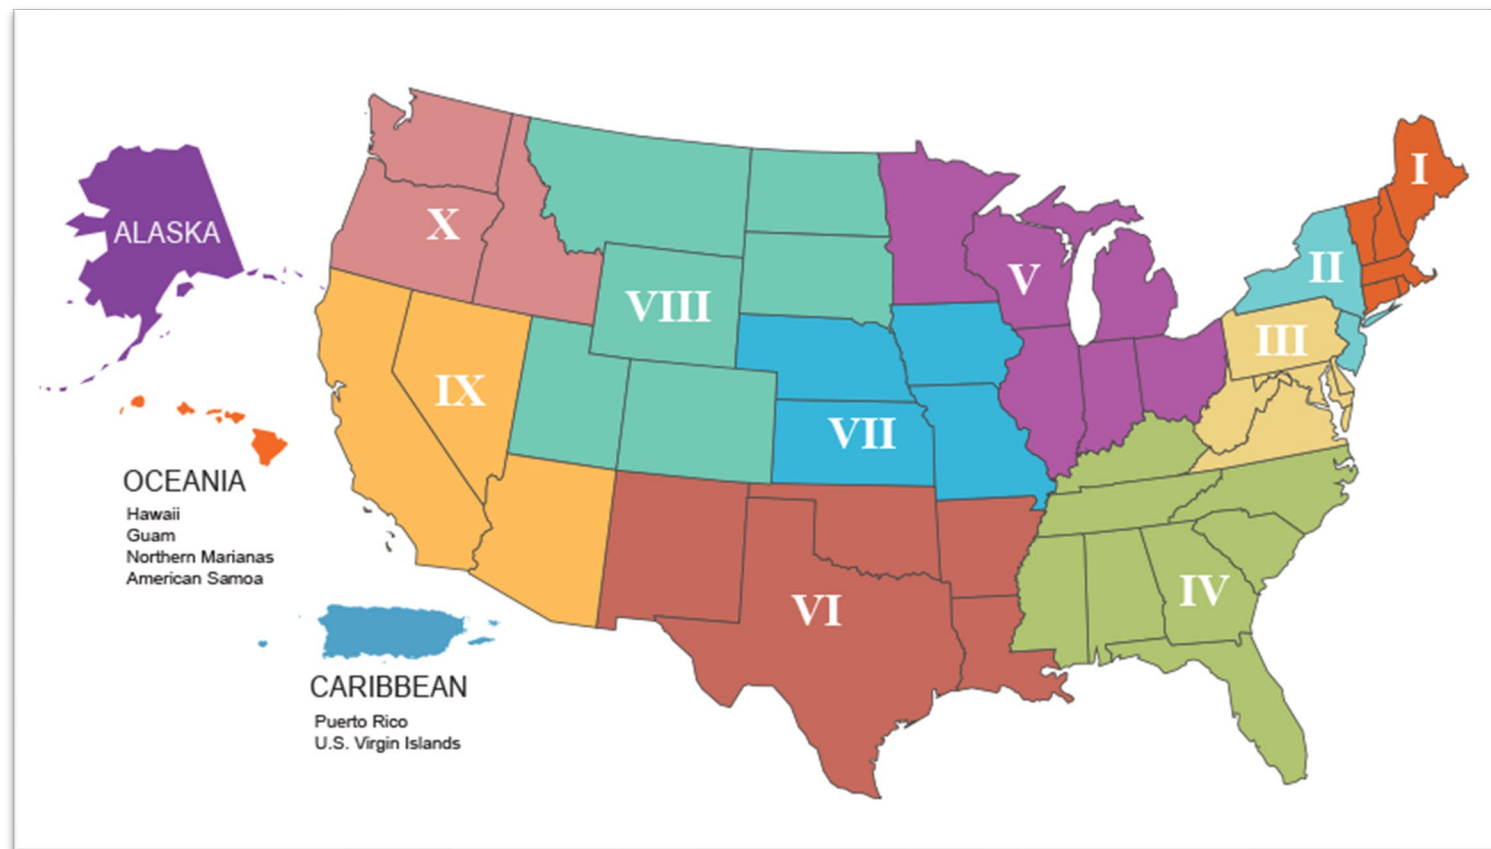 I
ALASKA
X
II
V
VIII
III
IX
VII
OCEANIA
Hawaii
Guam
Northern Marianas
American Samoa
IV
VI
CARIBBEAN
Puerto Rico
U.S. Virgin Islands